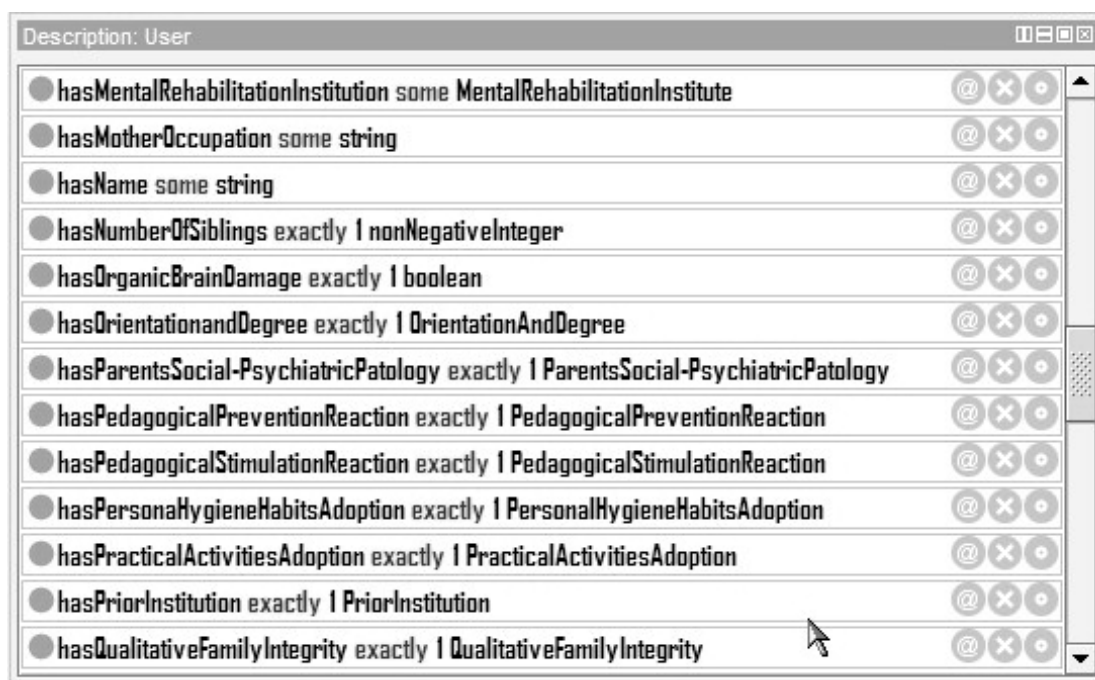 Description: User
hasMentalRehabilitationInstitution some MentalRehabilitationInstitute
hasMotherOccupation some string
hasName some string
hasNumberOfSiblings exactly 1 nonNegativeInteger
hasOrganicBrainDamage exactly 1 boolean
hasOrientationandDegree exactly 1 OrientationAndDegree
hasParentsSocial-PsychiatricPatology exactly 1 ParentsSocial-PsychiatricPatology
hasPedagogicalPreventionReaction exactly 1 PedagogicalPreventionReaction
hasPedagogicalStimulationReaction exactly 1 PedagogicalStimulationReaction
hasPersonaHygieneHabitsAdoption exactly 1 PersonalHygieneHabitsAdoption
hasPracticalActivitiesAdoption exactly 1 PracticalActivitiesAdoption
hasPriorInstitution exactly 1 PriorInstitution
hasQualitativeFamilyIntegrity exactly 1 QualitativeFamilyIntegrity